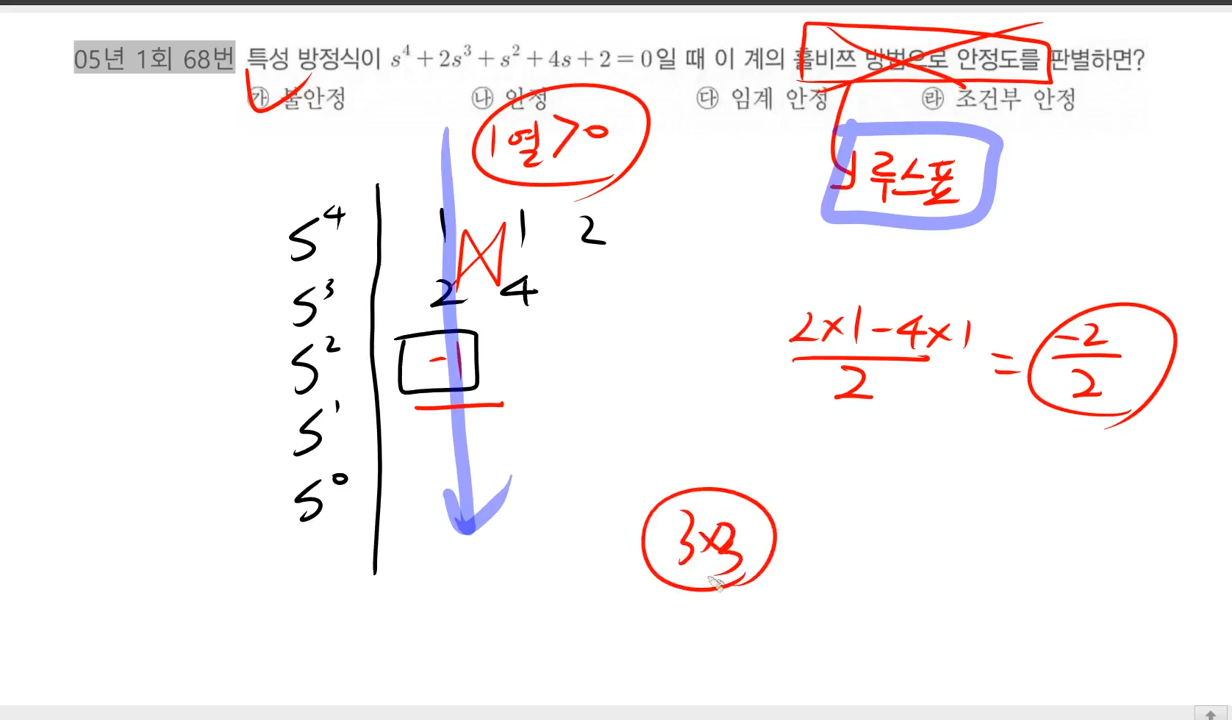 05년 1회 68번 특성 방정식이 s⁴ + 2s³ + s² + 4s + 2 = 0일 때 이 계의 훌비쯔 방법으로 안정도를 판별하면?
㉮ 불안정 ㉯ 안정 ㉰ 임계 안정 ㉱ 조건부 안정
1열 > 0
루스표
S⁴ 1 1 2
S³ 2 4
S² -1
S¹
S⁰
2×1-4×1 / 2 = -2 / 2
3×3